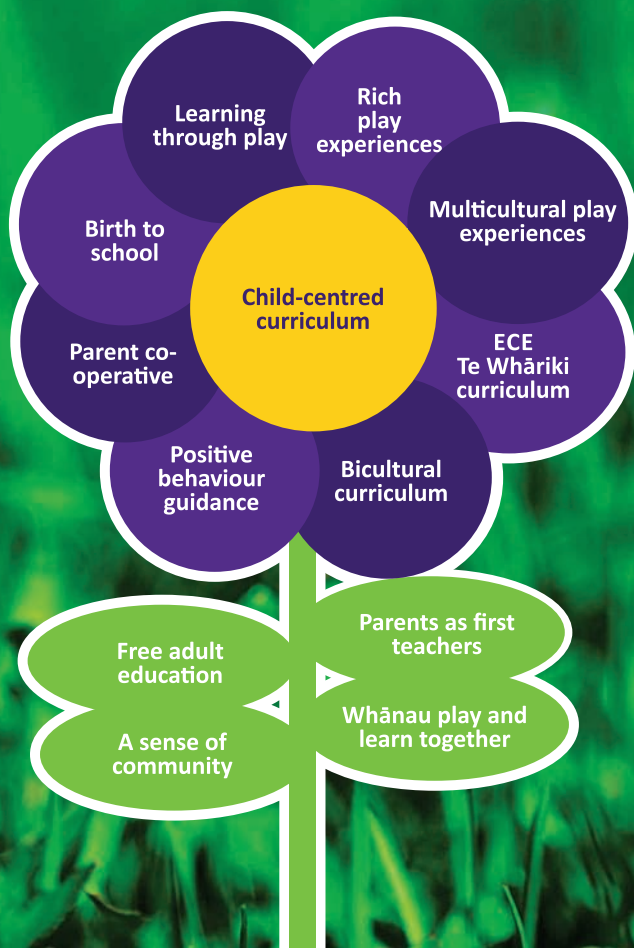 Learning
through play
Rich
play
experiences
Multicultural play
experiences
Birth to
school
Child-centred
curriculum
ECE
Te Whāriki
curriculum
Parent co-
operative
Positive
behaviour
guidance
Bicultural
curriculum
Parents as first
teachers
Free adult
education
Whānau play and
learn together
A sense of
community